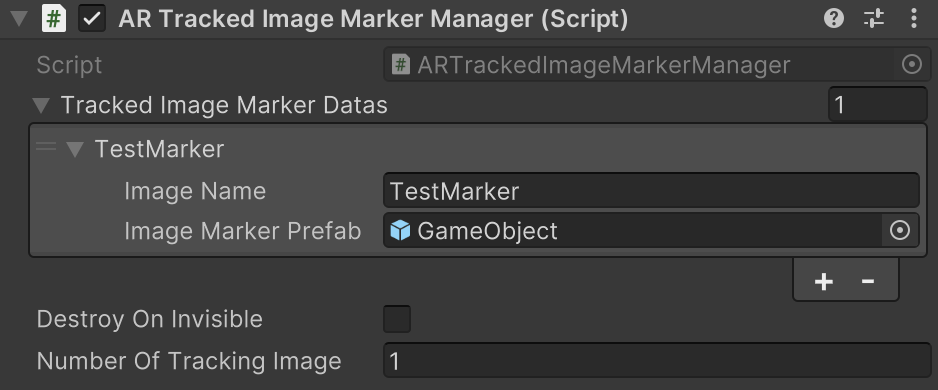 AR Tracked Image Marker Manager (Script)
Script # ARTrackedImageMarkerManager
Tracked Image Marker Datas 1
TestMarker
Image Name TestMarker
Image Marker Prefab GameObject
+ -
Destroy On Invisible
Number Of Tracking Image 1